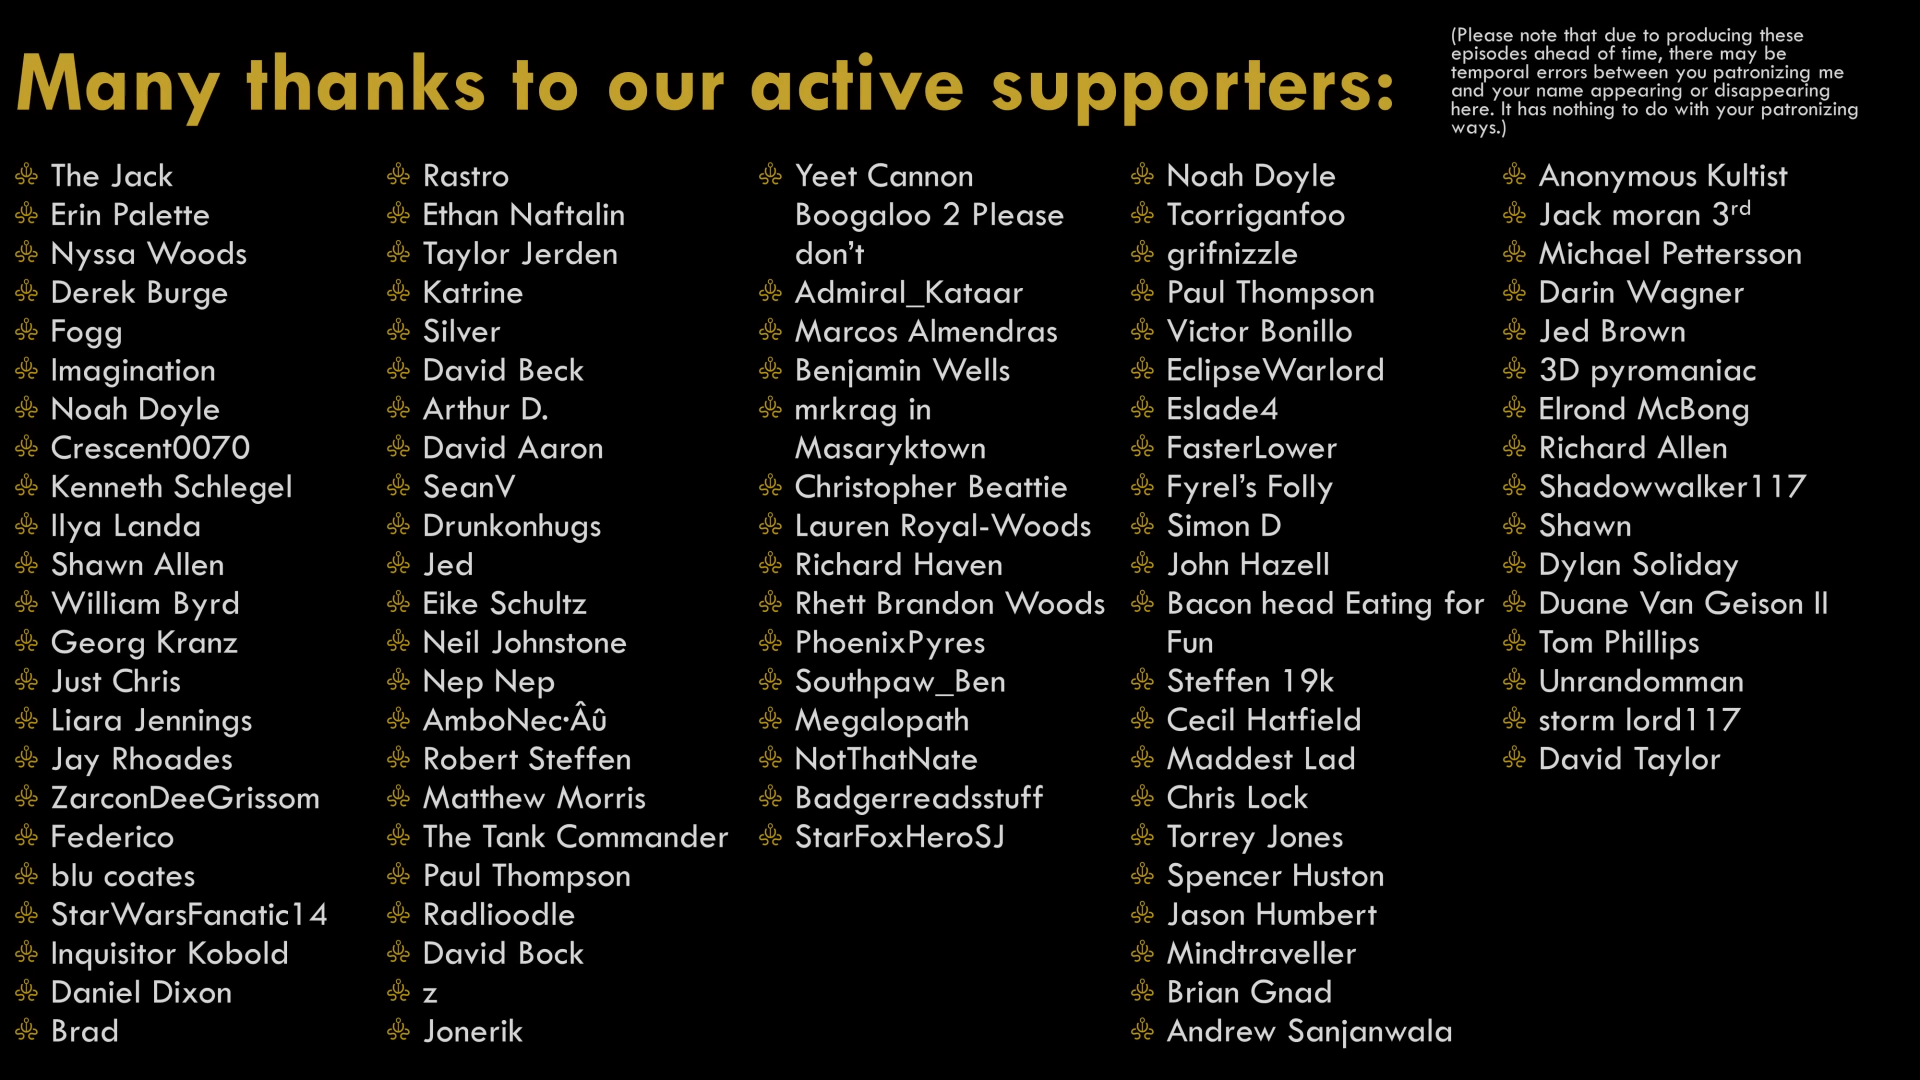 Many thanks to our active supporters:
(Please note that due to producing these
episodes ahead of time, there may be
temporal errors between you patronizing me
and your name appearing or disappearing
here. It has nothing to do with your patronizing
ways.)
The Jack
Erin Palette
Nyssa Woods
Derek Burge
Fogg
Imagination
Noah Doyle
Crescent0070
Kenneth Schlegel
Ilya Landa
Shawn Allen
William Byrd
Georg Kranz
Just Chris
Liara Jennings
Jay Rhoades
ZarconDeeGrissom
Federico
blu coates
StarWarsFanatic14
Inquisitor Kobold
Daniel Dixon
Brad
Rastro
Ethan Naftalin
Taylor Jerden
Katrine
Silver
David Beck
Arthur D.
David Aaron
SeanV
Drunkonhugs
Jed
Eike Schultz
Neil Johnstone
Nep Nep
AmboNec·Âû
Robert Steffen
Matthew Morris
The Tank Commander
Paul Thompson
Radlioodle
David Bock
z
Jonerik
Yeet Cannon
Boogaloo 2 Please
don’t
Admiral_Kataar
Marcos Almendras
Benjamin Wells
mrkrag in
Masaryktown
Christopher Beattie
Lauren Royal-Woods
Richard Haven
Rhett Brandon Woods
PhoenixPyres
Southpaw_Ben
Megalopath
NotThatNate
Badgerreadsstuff
StarFoxHeroSJ
Noah Doyle
Tcorriganfoo
grifnizzle
Paul Thompson
Victor Bonillo
EclipseWarlord
Eslade4
FasterLower
Fyrel’s Folly
Simon D
John Hazell
Bacon head Eating for
Fun
Steffen 19k
Cecil Hatfield
Maddest Lad
Chris Lock
Torrey Jones
Spencer Huston
Jason Humbert
Mindtraveller
Brian Gnad
Andrew Sanjanwala
Anonymous Kultist
Jack moran 3rd
Michael Pettersson
Darin Wagner
Jed Brown
3D pyromaniac
Elrond McBong
Richard Allen
Shadowwalker117
Shawn
Dylan Soliday
Duane Van Geison II
Tom Phillips
Unrandomman
storm lord117
David Taylor